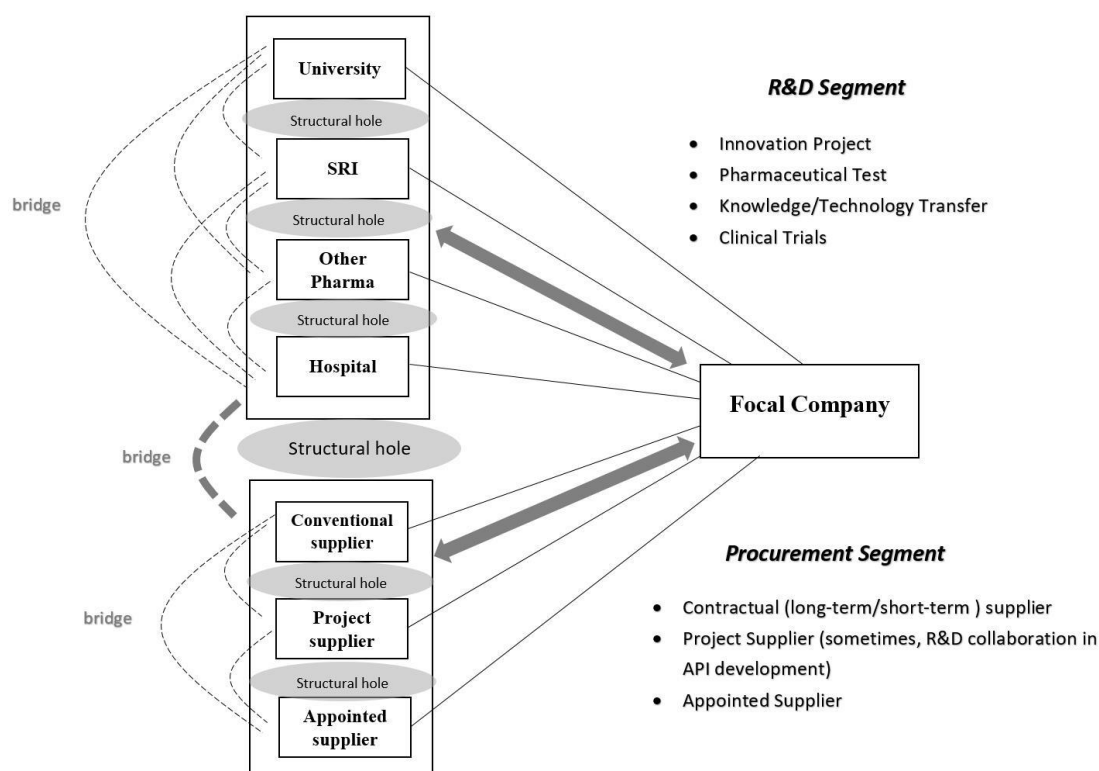 University
Structural hole
SRI
Structural hole
Other
Pharma
Structural hole
Hospital
bridge
Structural hole
bridge
Conventional
supplier
Structural hole
Project
supplier
Structural hole
Appointed
supplier
bridge
Focal Company
R&D Segment
• Innovation Project
• Pharmaceutical Test
• Knowledge/Technology Transfer
• Clinical Trials
Procurement Segment
• Contractual (long-term/short-term ) supplier
• Project Supplier (sometimes, R&D collaboration in
API development)
• Appointed Supplier